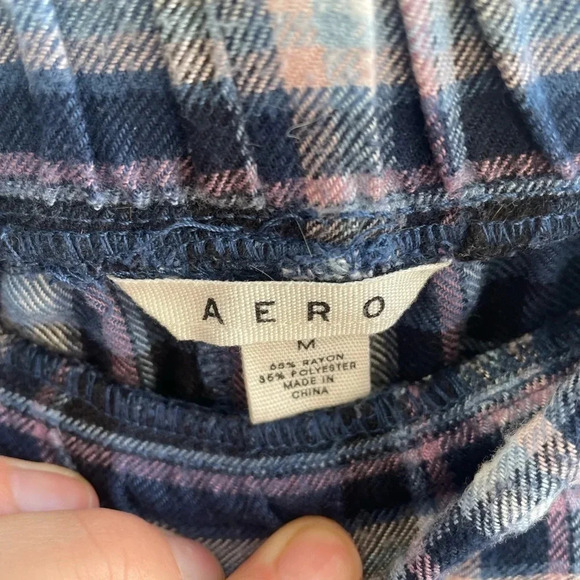 AERO
M
65% RAYON
35% POLYESTER
MADE IN
CHINA